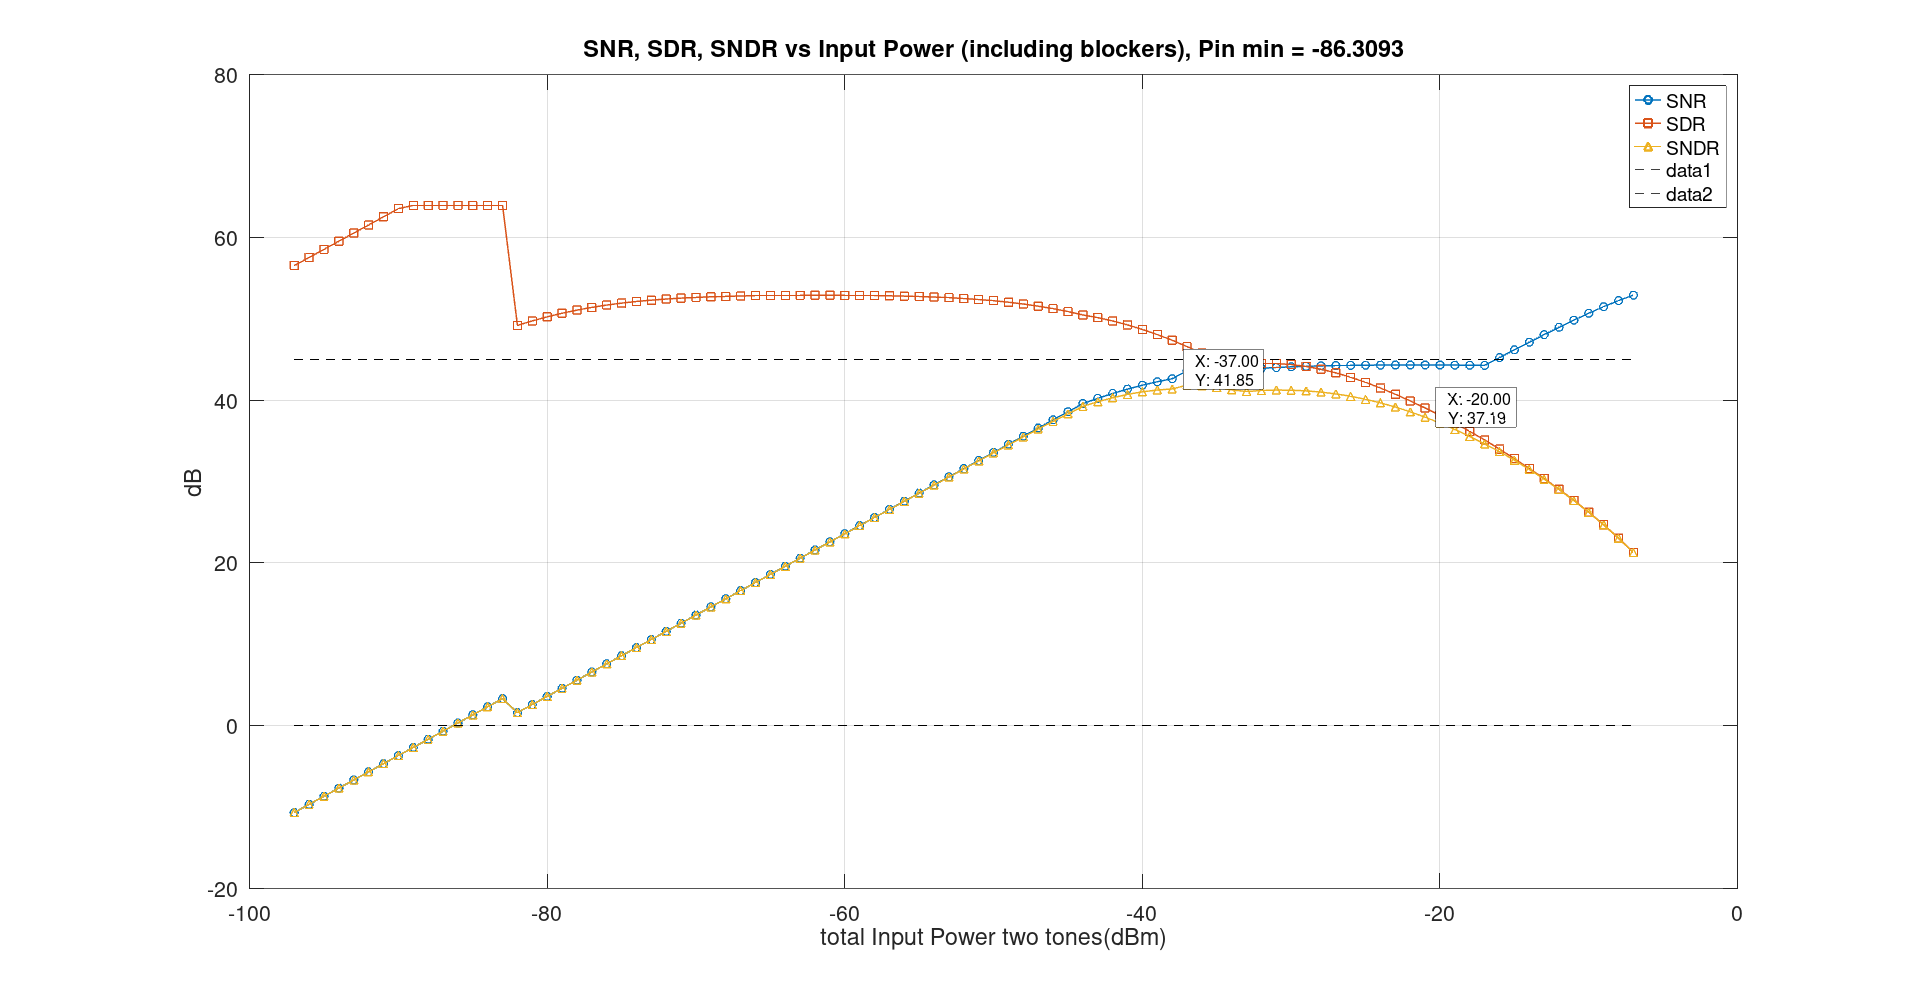 SNR, SDR, SNDR vs Input Power (including blockers), Pin min = -86.3093
80
60
40
20
0
-20
dB
-100
-80
-60
-40
-20
0
total Input Power two tones(dBm)
SNR
SDR
SNDR
data1
data2
X: -37.00
Y: 41.85
X: -20.00
Y: 37.19